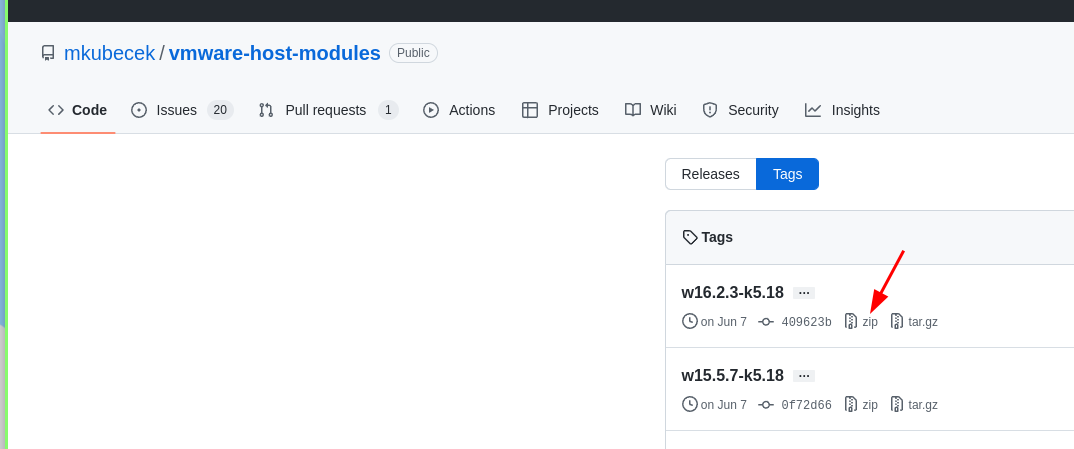 mkubecek / vmware-host-modules Public
Code Issues 20 Pull requests 1 Actions Projects Wiki Security Insights
Releases Tags
Tags
w16.2.3-k5.18 ...
on Jun 7 409623b zip tar.gz
w15.5.7-k5.18 ...
on Jun 7 0f72d66 zip tar.gz